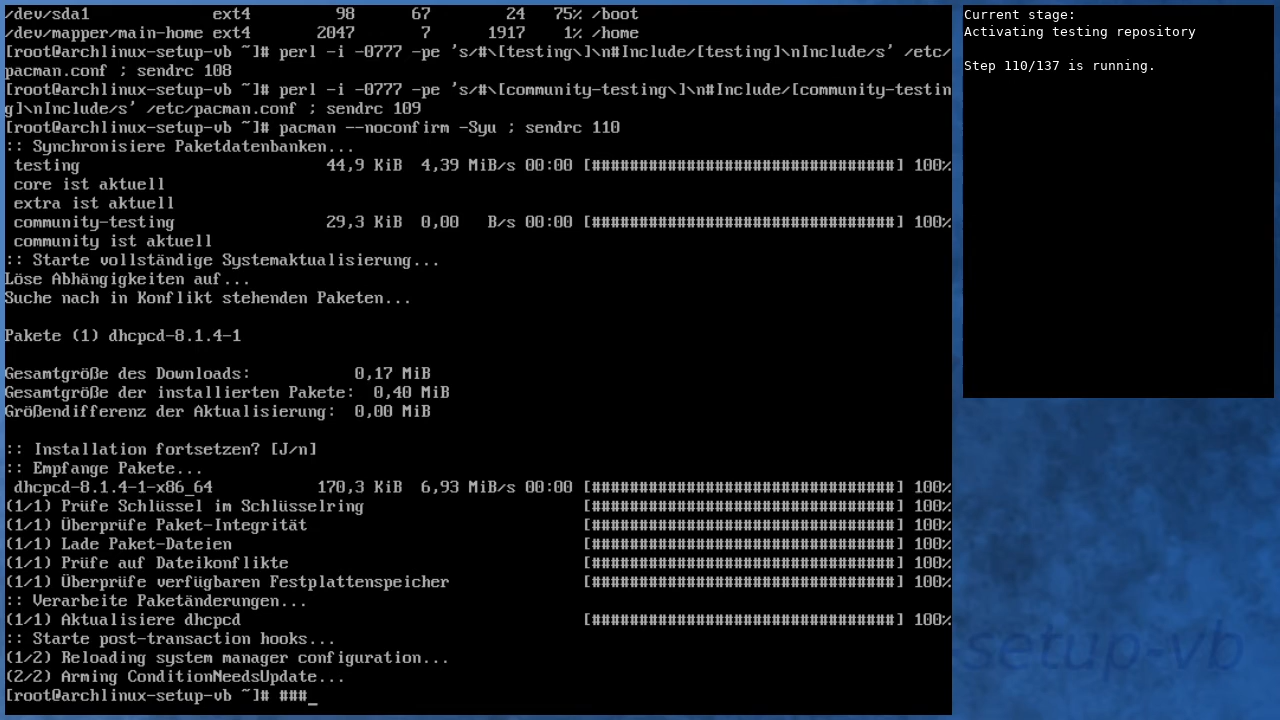 /dev/sda1             ext4         98      67        24   75% /boot
/dev/mapper/main-home ext4       2047       7      1917    1% /home
[root@archlinux-setup-vb ~]# perl -i -0777 -pe 's/#\[testing\]\n#Include/[testing]\nInclude/s' /etc/
pacman.conf ; sendrc 108
[root@archlinux-setup-vb ~]# perl -i -0777 -pe 's/#\[community-testing\]\n#Include/[community-testin
g]\nInclude/s' /etc/pacman.conf ; sendrc 109
[root@archlinux-setup-vb ~]# pacman --noconfirm -Syu ; sendrc 110
:: Synchronisiere Paketdatenbanken...
 testing                          44,9 KiB  4,39 MiB/s 00:00 [################################] 100%
 core ist aktuell
 extra ist aktuell
 community-testing                29,3 KiB  0,00   B/s 00:00 [################################] 100%
 community ist aktuell
:: Starte vollständige Systemaktualisierung...
Löse Abhängigkeiten auf...
Suche nach in Konflikt stehenden Paketen...

Pakete (1) dhcpcd-8.1.4-1

Gesamtgröße des Downloads:           0,17 MiB
Gesamtgröße der installierten Pakete:  0,40 MiB
Größendifferenz der Aktualisierung:  0,00 MiB

:: Installation fortsetzen? [J/n]
:: Empfange Pakete...
 dhcpcd-8.1.4-1-x86_64           170,3 KiB  6,93 MiB/s 00:00 [################################] 100%
(1/1) Prüfe Schlüssel im Schlüsselring                       [################################] 100%
(1/1) Überprüfe Paket-Integrität                             [################################] 100%
(1/1) Lade Paket-Dateien                                     [################################] 100%
(1/1) Prüfe auf Dateikonflikte                               [################################] 100%
(1/1) Überprüfe verfügbaren Festplattenspeicher              [################################] 100%
:: Verarbeite Paketänderungen...
(1/1) Aktualisiere dhcpcd                                    [################################] 100%
:: Starte post-transaction hooks...
(1/2) Reloading system manager configuration...
(2/2) Arming ConditionNeedsUpdate...
[root@archlinux-setup-vb ~]# ###_
Current stage:
Activating testing repository

Step 110/137 is running.
setup-vb